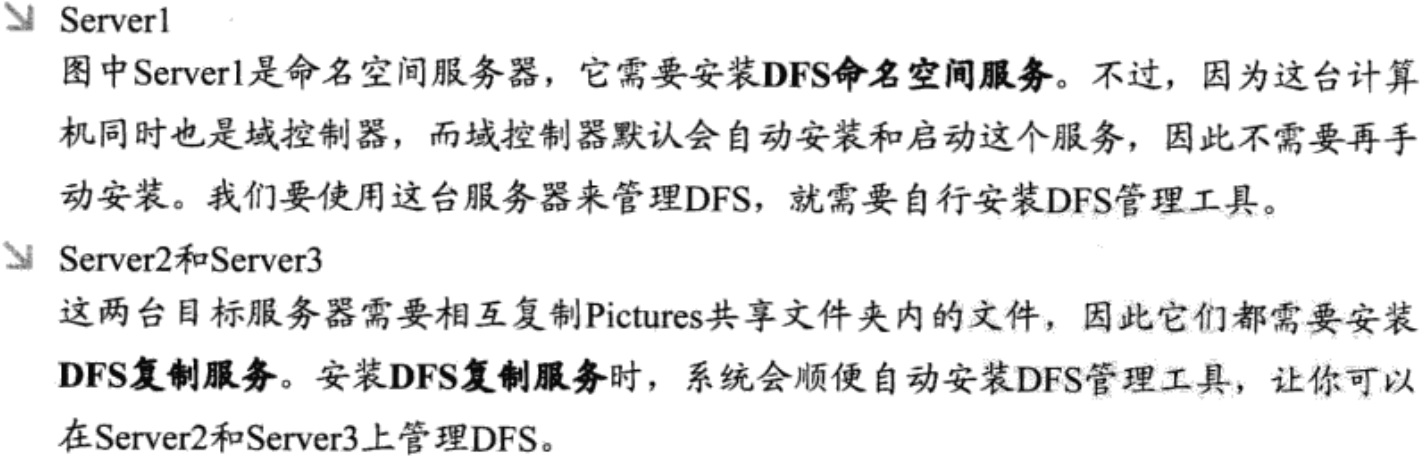 Server1
图中Server1是命名空间服务器，它需要安装DFS命名空间服务。不过，因为这台计算
机同时也是域控制器，而域控制器默认会自动安装和启动这个服务，因此不需要再手
动安装。我们要使用这台服务器来管理DFS，就需要自行安装DFS管理工具。
Server2和Server3
这两台目标服务器需要相互复制Pictures共享文件夹内的文件，因此它们都需要安装
DFS复制服务。安装DFS复制服务时，系统会顺便自动安装DFS管理工具，让你可以
在Server2和Server3上管理DFS。